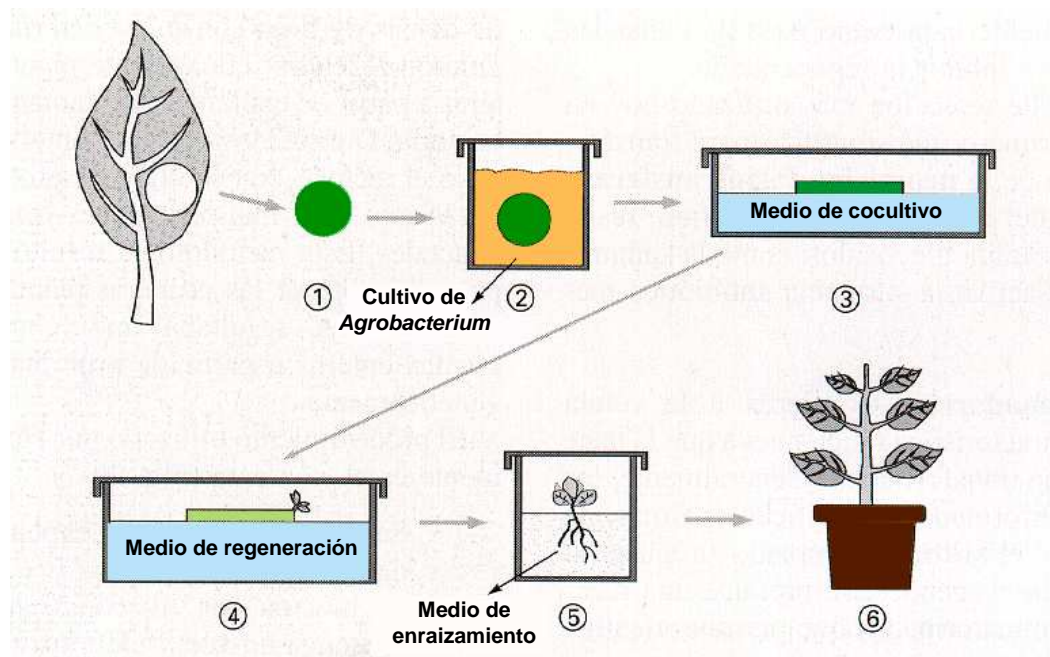 Medio de cocultivo
①
Cultivo de
Agrobacterium
②
③
Medio de regeneración
④
Medio de
enraizamiento
⑤
⑥